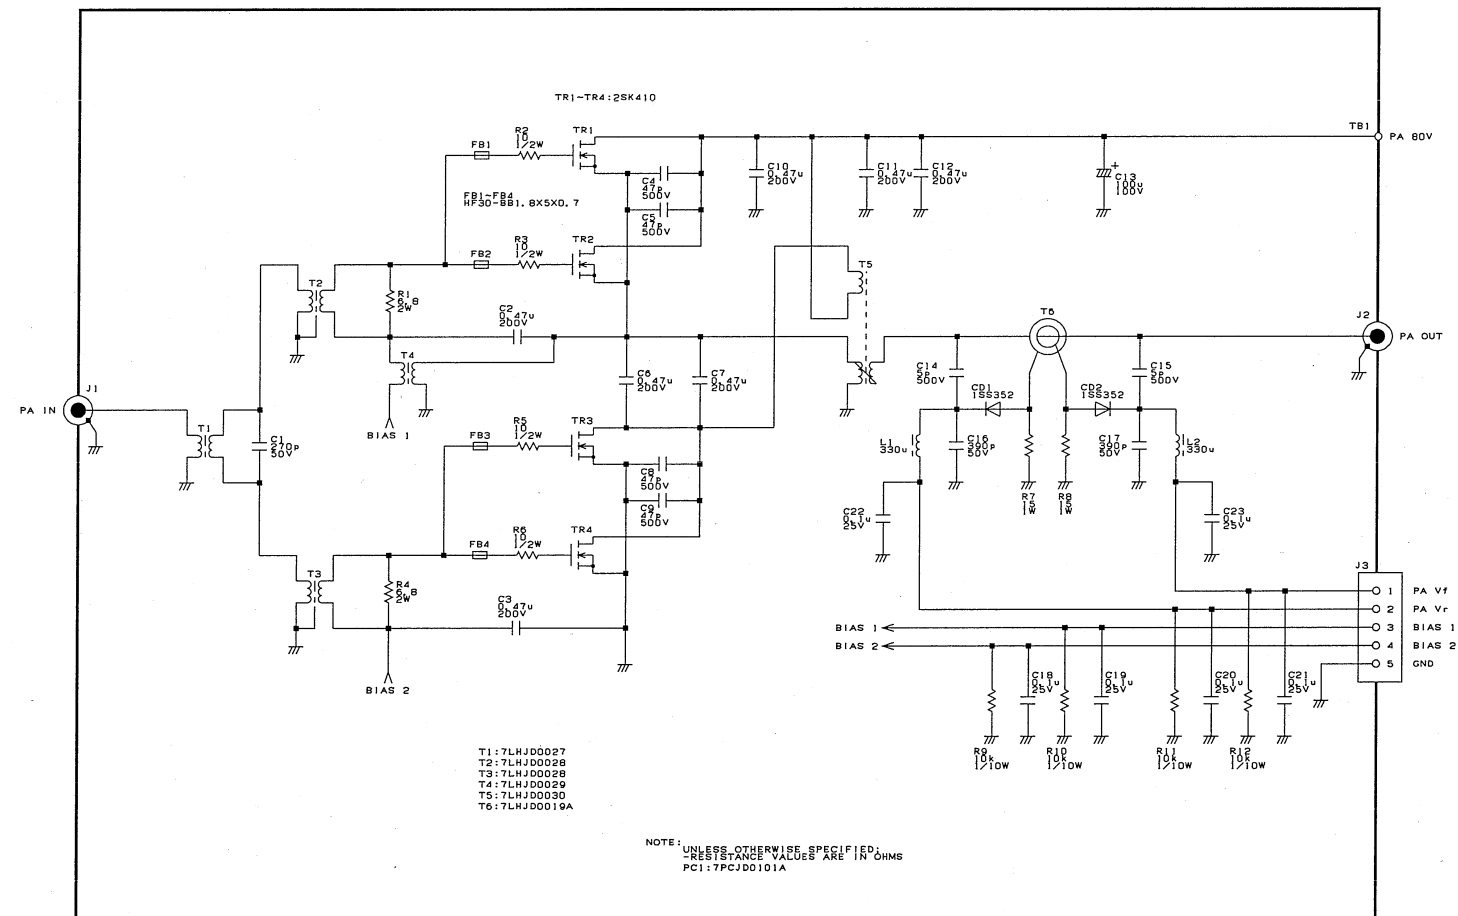 TR1~TR4:2SK410
TB1
PA 80V
R2
10
1/2W
TR1
FB1
C4
47P
500V
C5
47P
500V
C10
0.47u
200V
C11
0.47u
200V
C12
0.47u
200V
+
C13
100u
100V
FB1~FB4
HF30-BB1.8X5X0.7
R3
10
1/2W
TR2
FB2
T2
R1
6.8
2W
T5
C2
0.47u
200V
T6
J2
PA OUT
T4
C6
0.47u
200V
C7
0.47u
200V
C14
5P
500V
C15
5P
500V
J1
PA IN
CD1
1SS352
CD2
1SS352
T1
C1
270P
50V
BIAS 1
R5
10
1/2W
TR3
FB3
L1
330u
C16
390P
50V
C17
390P
50V
L2
330u
C8
47P
500V
C9
47P
500V
R7
15
1W
R8
15
1W
C22
0.1u
25V
C23
0.1u
25V
R6
10
1/2W
TR4
FB4
T3
R4
6.8
2W
C3
0.47u
200V
J3
1 PA Vf
2 PA Vr
BIAS 1
3 BIAS 1
BIAS 2
4 BIAS 2
5 GND
BIAS 2
C18
0.1u
25V
C19
0.1u
25V
C20
0.1u
25V
C21
0.1u
25V
R9
10k
1/10W
R10
10k
1/10W
R11
10k
1/10W
R12
10k
1/10W
T1:7LHJD0027
T2:7LHJD0028
T3:7LHJD0028
T4:7LHJD0029
T5:7LHJD0030
T6:7LHJD0019A
NOTE:
UNLESS OTHERWISE SPECIFIED;
-RESISTANCE VALUES ARE IN OHMS
PC1:7PCJD0101A